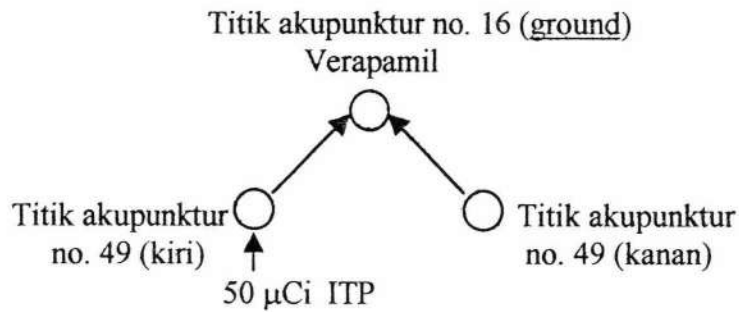 Titik akupunktur no. 16 (ground)
Verapamil
Titik akupunktur
no. 49 (kiri)
Titik akupunktur
no. 49 (kanan)
50 μCi ITP